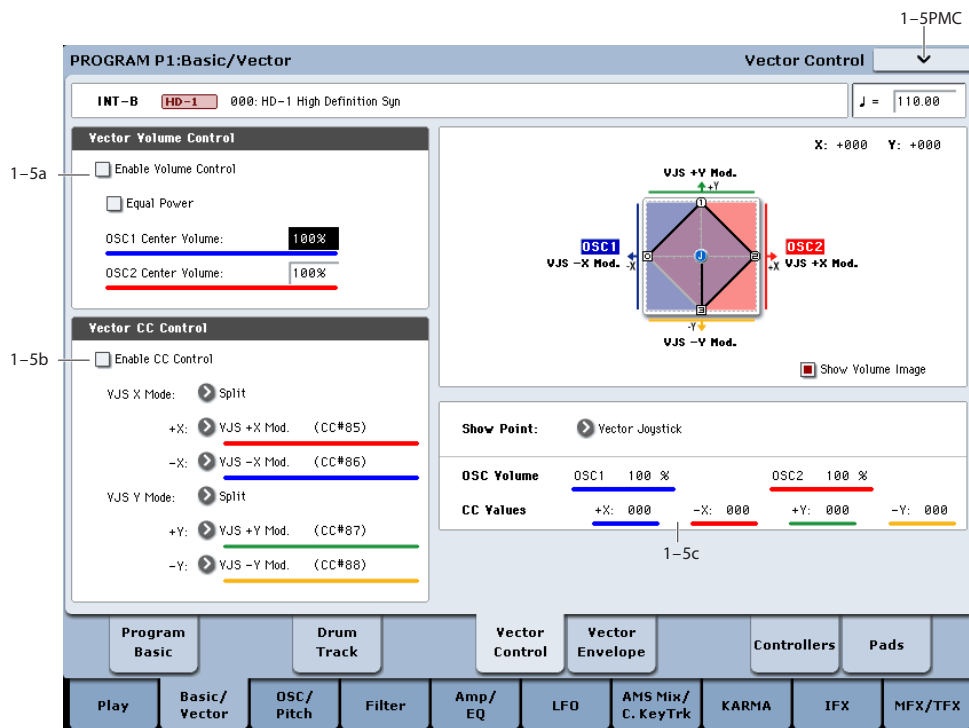 1–5PMC
PROGRAM P1:Basic/Vector
Vector Control
INT-B HD-1 000: HD-1 High Definition Syn
♩ = 110.00
Vector Volume Control
1–5a
Enable Volume Control
Equal Power
OSC1 Center Volume: 100%
OSC2 Center Volume: 100%
X: +000 Y: +000
VJS +Y Mod.
+Y
1
OSC1
VJS -X Mod.
-X
0
2
+X
OSC2
VJS +X Mod.
3
-Y
VJS -Y Mod.
Show Volume Image
Vector CC Control
1–5b
Enable CC Control
VJS X Mode: Split
+X: VJS +X Mod. (CC#85)
-X: VJS -X Mod. (CC#86)
VJS Y Mode: Split
+Y: VJS +Y Mod. (CC#87)
-Y: VJS -Y Mod. (CC#88)
Show Point: Vector Joystick
OSC Volume OSC1 100 % OSC2 100 %
CC Values +X: 000 -X: 000 +Y: 000 -Y: 000
1–5c
Program Basic
Drum Track
Vector Control
Vector Envelope
Controllers
Pads
Play
Basic/ Vector
OSC/ Pitch
Filter
Amp/ EQ
LFO
AMS Mix/ C. KeyTrk
KARMA
IFX
MFX/TFX